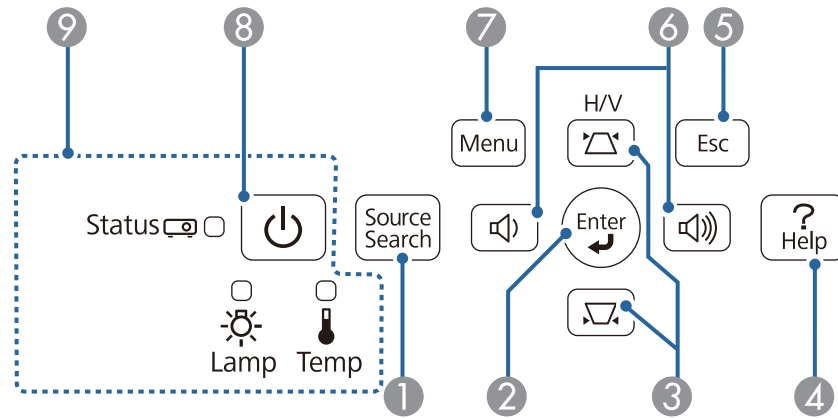 9
8
7
6
5
H/V
Menu
Esc
Status
Source
Search
Enter
?
Help
Lamp
Temp
1
2
3
4